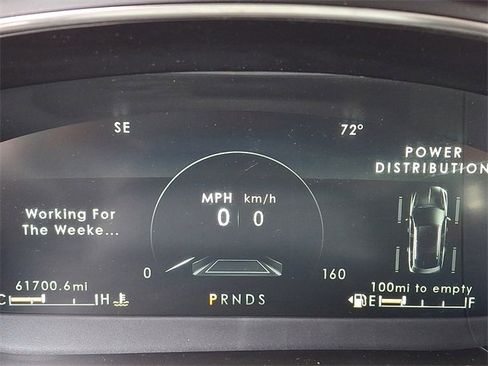 SE 72°
POWER
DISTRIBUTION
MPH km/h
0 0
Working For
The Weeke...
0 160
61700.6mi
100mi to empty
C H
PRNDS
E F